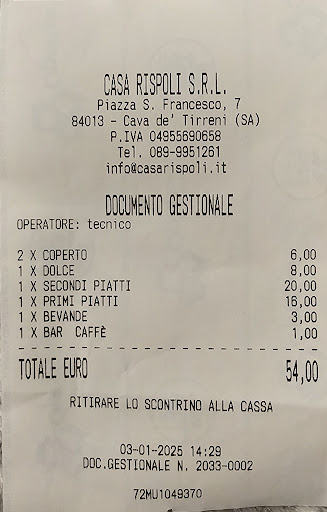 CASA RISPOLI S.R.L.
Piazza S. Francesco, 7
84013 - Cava de' Tirreni (SA)
P.IVA 04955690658
Tel. 089-9951261
info@casarispoli.it
DOCUMENTO GESTIONALE
OPERATORE: tecnico
2 X COPERTO 6,00
1 X DOLCE 8,00
1 X SECONDI PIATTI 20,00
1 X PRIMI PIATTI 16,00
1 X BEVANDE 3,00
1 X BAR CAFFÈ 1,00
TOTALE EURO 54,00
RITIRARE LO SCONTRINO ALLA CASSA
03-01-2025 14:29
DOC.GESTIONALE N. 2033-0002
72MU1049370